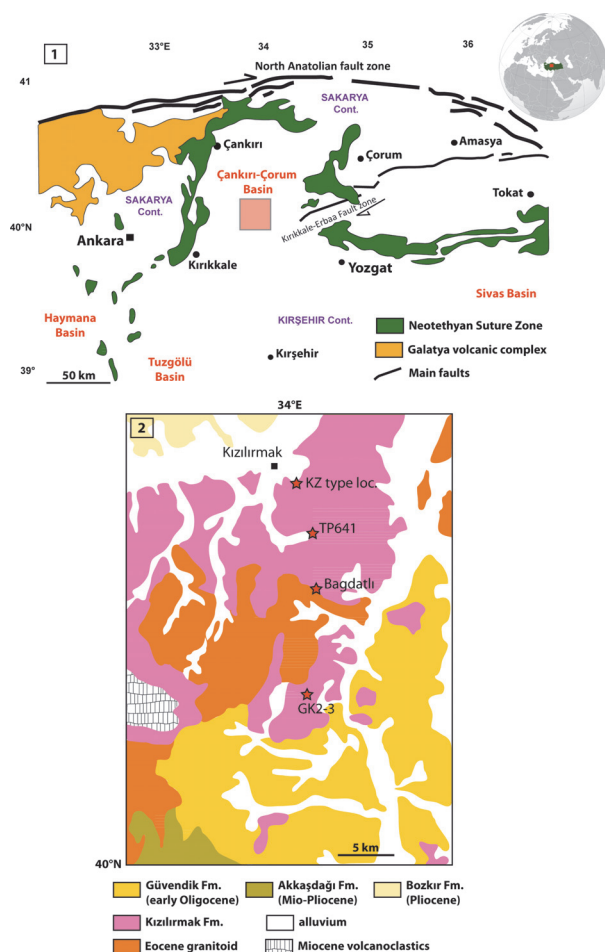 1
33°E
34
35
36
North Anatolian fault zone
41
SAKARYA
Cont.
Çankırı
Çorum
Amasya
Çankırı-Çorum
Basin
SAKARYA
Cont.
Tokat
40°N
Ankara
Kırıkkale-Erbaa Fault zone
Kırıkkale
Yozgat
Sivas Basin
Haymana
Basin
KIRŞEHIR Cont.
Neotethyan Suture Zone
Tuzgölü
Basin
Galatya volcanic complex
Kırşehir
Main faults
39°
50 km
34°E
2
Kızılırmak
KZ type loc.
TP641
Bagdatlı
GK2-3
5 km
40°N
Güvendik Fm.
(early Oligocene)
Akkaşdağı Fm.
(Mio-Pliocene)
Bozkır Fm.
(Pliocene)
Kızılırmak Fm.
alluvium
Eocene granitoid
Miocene volcanoclastics